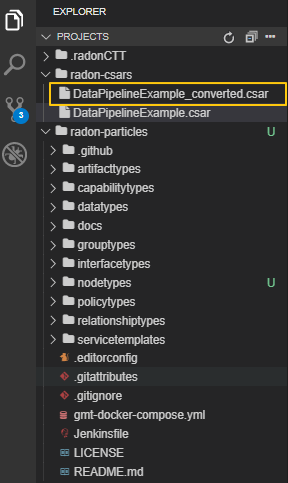 EXPLORER
PROJECTS
.radonCTT
radon-csars
DataPipelineExample_converted.csar
DataPipelineExample.csar
3
radon-particles U
.github
artifacttypes
capabilitytypes
datatypes
docs
grouptypes
interfacetypes
nodetypes U
policytypes
relationshiptypes
servicetemplates
.editorconfig
.gitattributes
.gitignore
gmt-docker-compose.yml
Jenkinsfile
LICENSE
README.md